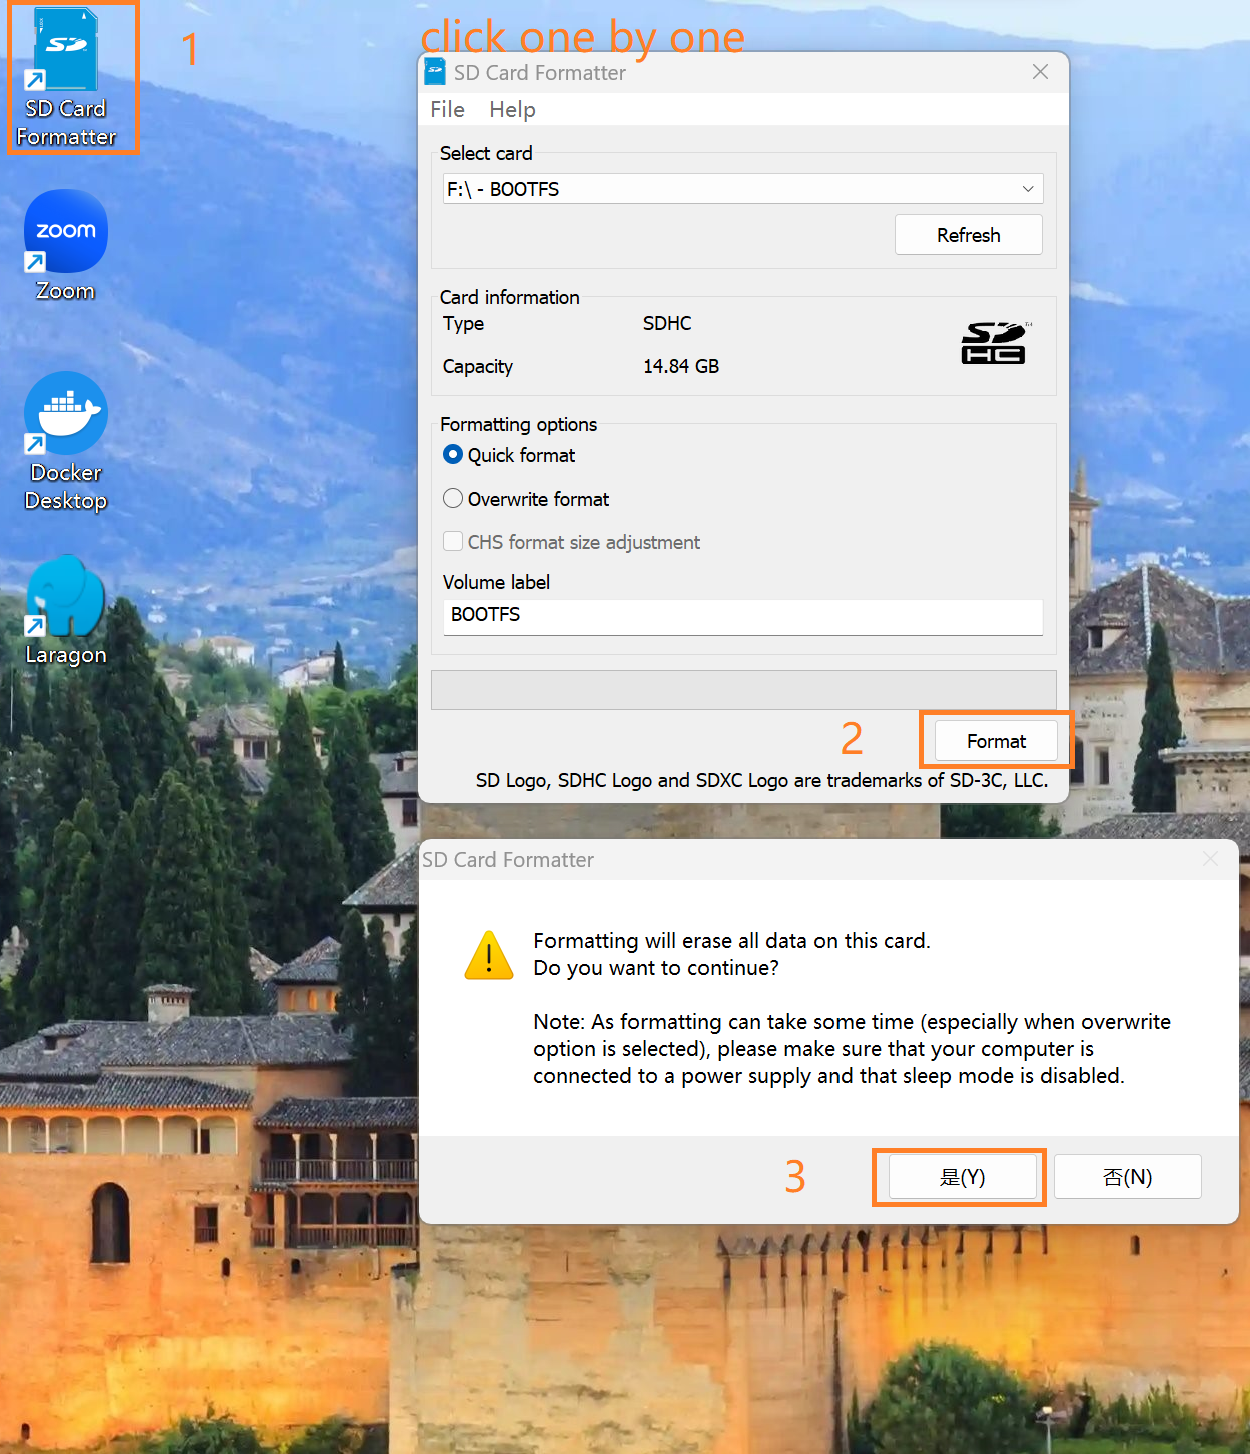 1
click one by one
SD Card
Formatter
Zoom
Zoom
Docker
Desktop
Laragon
SD Card Formatter
File Help
Select card
F:\ - BOOTFS
Refresh
Card information
Type SDHC
Capacity 14.84 GB
SD HC TM
Formatting options
Quick format
Overwrite format
CHS format size adjustment
Volume label
BOOTFS
2
Format
SD Logo, SDHC Logo and SDXC Logo are trademarks of SD-3C, LLC.
SD Card Formatter
Formatting will erase all data on this card.
Do you want to continue?
Note: As formatting can take some time (especially when overwrite
option is selected), please make sure that your computer is
connected to a power supply and that sleep mode is disabled.
3
是(Y) 否(N)